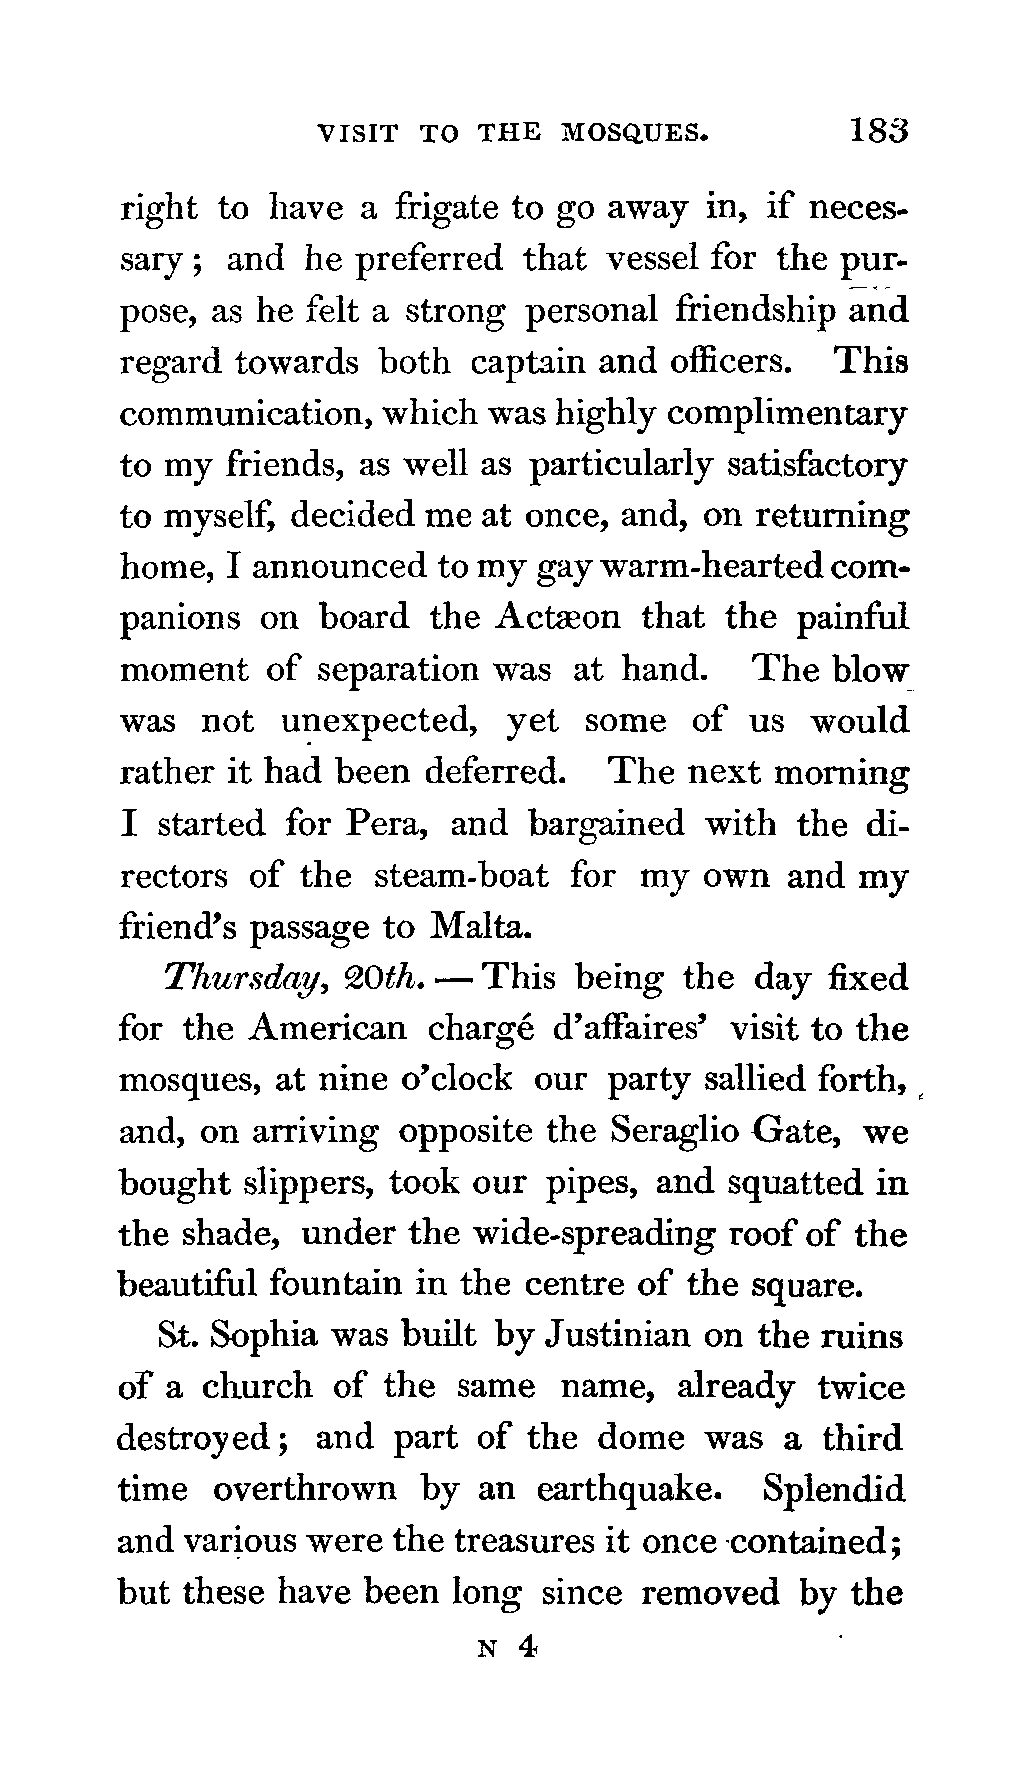 VISIT TO THE MOSQUES. 183
right to have a frigate to go away in, if neces-
sary ; and he preferred that vessel for the pur-
pose, as he felt a strong personal friendship and
regard towards both captain and officers. This
communication, which was highly complimentary
to my friends, as well as particularly satisfactory
to myself, decided me at once, and, on returning
home, I announced to my gay warm-hearted com-
panions on board the Actæon that the painful
moment of separation was at hand. The blow
was not unexpected, yet some of us would
rather it had been deferred. The next morning
I started for Pera, and bargained with the di-
rectors of the steam-boat for my own and my
friend's passage to Malta.
Thursday, 20th. — This being the day fixed
for the American chargé d'affaires' visit to the
mosques, at nine o'clock our party sallied forth,
and, on arriving opposite the Seraglio Gate, we
bought slippers, took our pipes, and squatted in
the shade, under the wide-spreading roof of the
beautiful fountain in the centre of the square.
St. Sophia was built by Justinian on the ruins
of a church of the same name, already twice
destroyed ; and part of the dome was a third
time overthrown by an earthquake. Splendid
and various were the treasures it once contained ;
but these have been long since removed by the
N 4